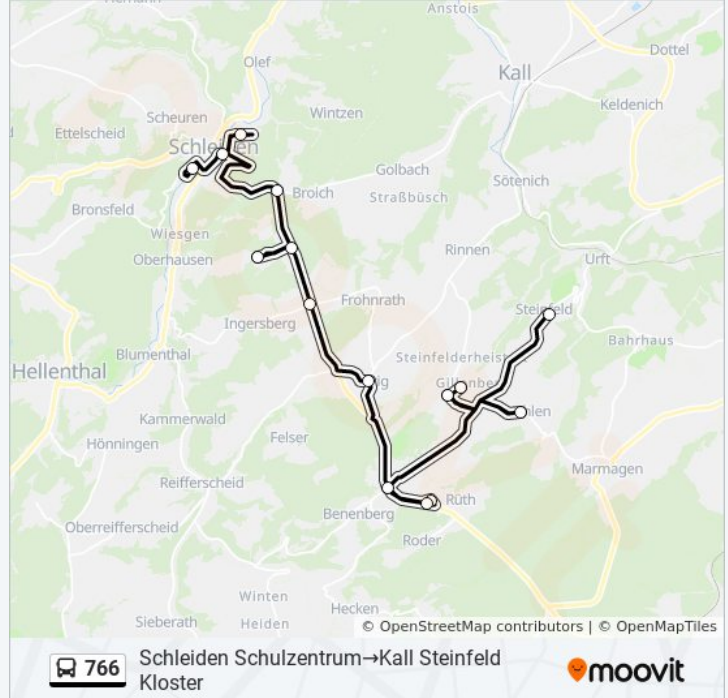 Anstois
Olef
Dottel
Kall
Keldenich
Scheuren
Wintzen
Ettelscheid
Schleiden
Golbach
Sötenich
Broich
Straßbüsch
Bronsfeld
Wiesgen
Oberhausen
Rinnen
Urft
Frohnrath
Steinfeld
Ingersberg
Bahrhaus
Blumenthal
Steinfelderheist
Hellenthal
Kammerwald
Hönningen
Felser
Marmagen
Reifferscheid
Rüth
Benenberg
Oberreifferscheid
Roder
Winten
Hecken
Sieberath
Heiden
© OpenStreetMap contributors | © OpenMapTiles
766
Schleiden Schulzentrum→Kall Steinfeld
Kloster
moovit